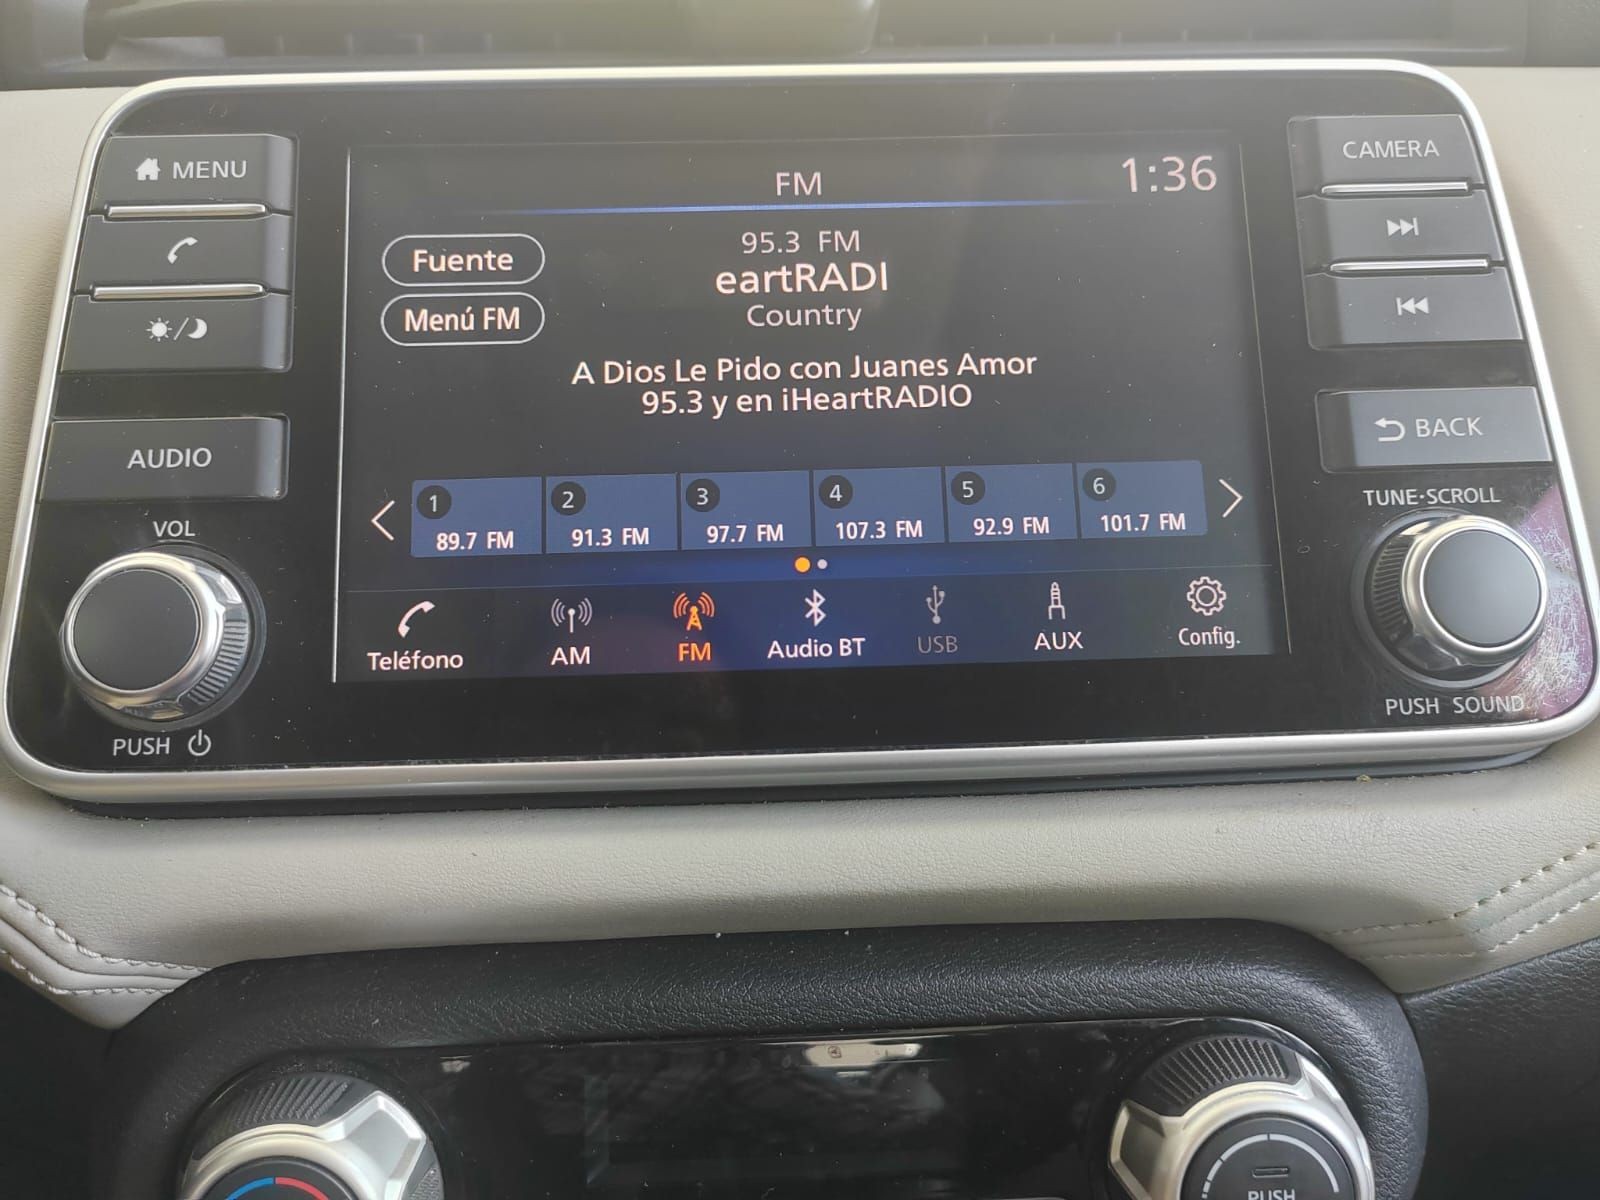 MENU
AUDIO
VOL
PUSH
FM
1:36
Fuente
Menú FM
95.3 FM
eartRADI
Country
A Dios Le Pido con Juanes Amor
95.3 y en iHeartRADIO
1 89.7 FM
2 91.3 FM
3 97.7 FM
4 107.3 FM
5 92.9 FM
6 101.7 FM
Teléfono
AM
FM
Audio BT
USB
AUX
Config.
CAMERA
BACK
TUNE·SCROLL
PUSH SOUND
PUSH